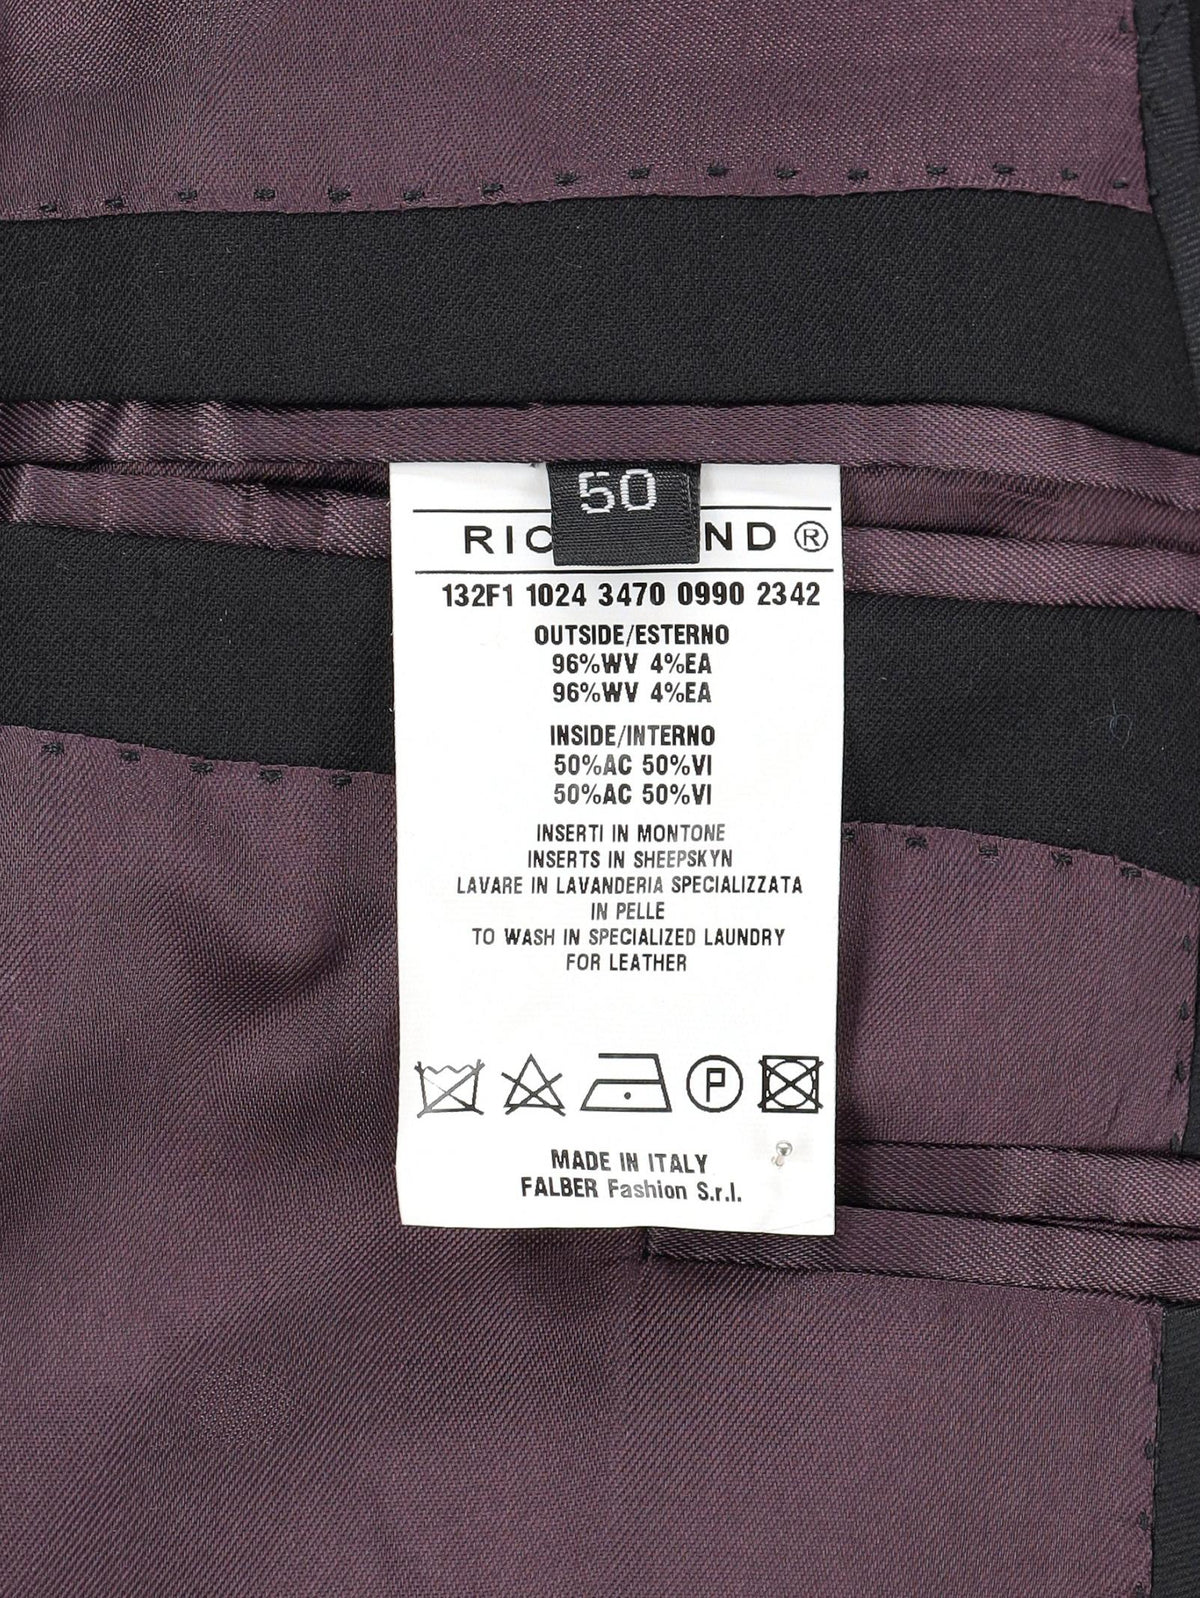 50
132F1 1024 3470 0990 2342
OUTSIDE/ESTERNO
96%WV 4%EA
96%WV 4%EA
INSIDE/INTERNO
50%AC 50%VI
50%AC 50%VI
INSERTI IN MONTONE
INSERTS IN SHEEPSKYN
LAVARE IN LAVANDERIA SPECIALIZZATA
IN PELLE
TO WASH IN SPECIALIZED LAUNDRY
FOR LEATHER
P
MADE IN ITALY
FALBER Fashion S.r.l.